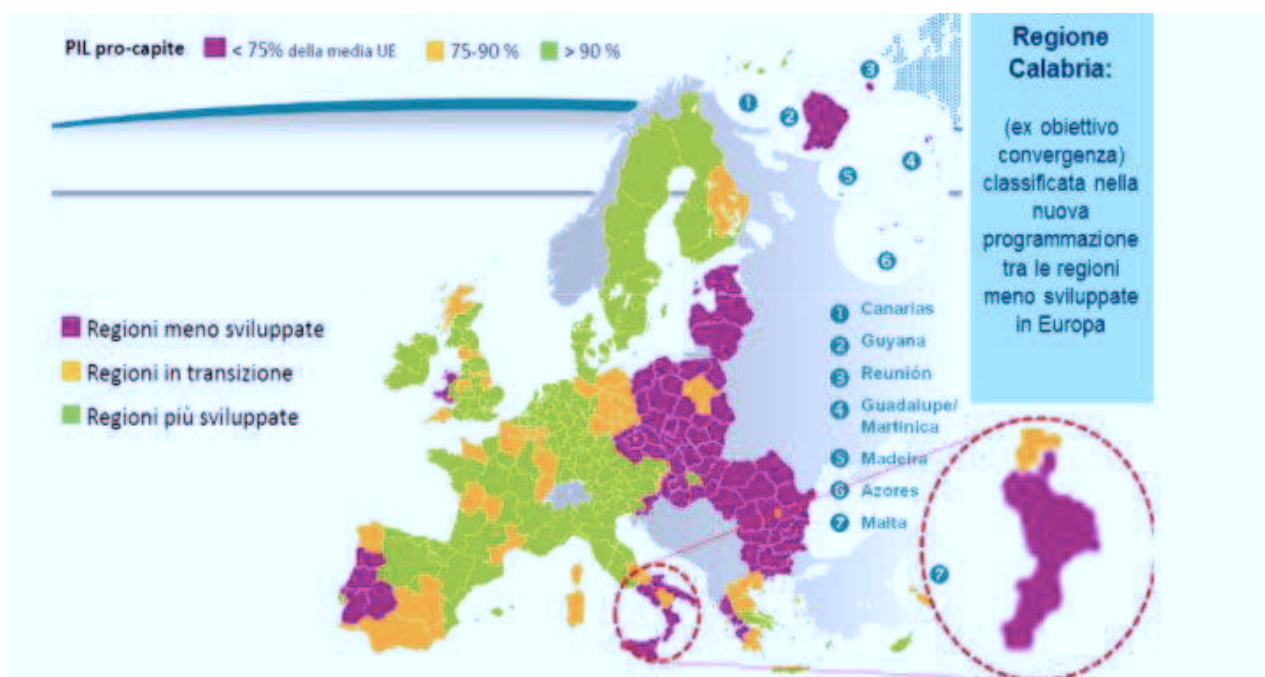 PIL pro-capite < 75% della media UE 75-90 % > 90 %
Regione
Calabria:
(ex obiettivo
convergenza)
classificata nella
nuova
programmazione
tra le regioni
meno sviluppate
in Europa
1
2
3
4
5
6
Regioni meno sviluppate
Regioni in transizione
Regioni più sviluppate
1 Canarias
2 Guyana
3 Reunión
4 Guadalupe/
Martinica
5 Madeira
6 Azores
7 Malta
7